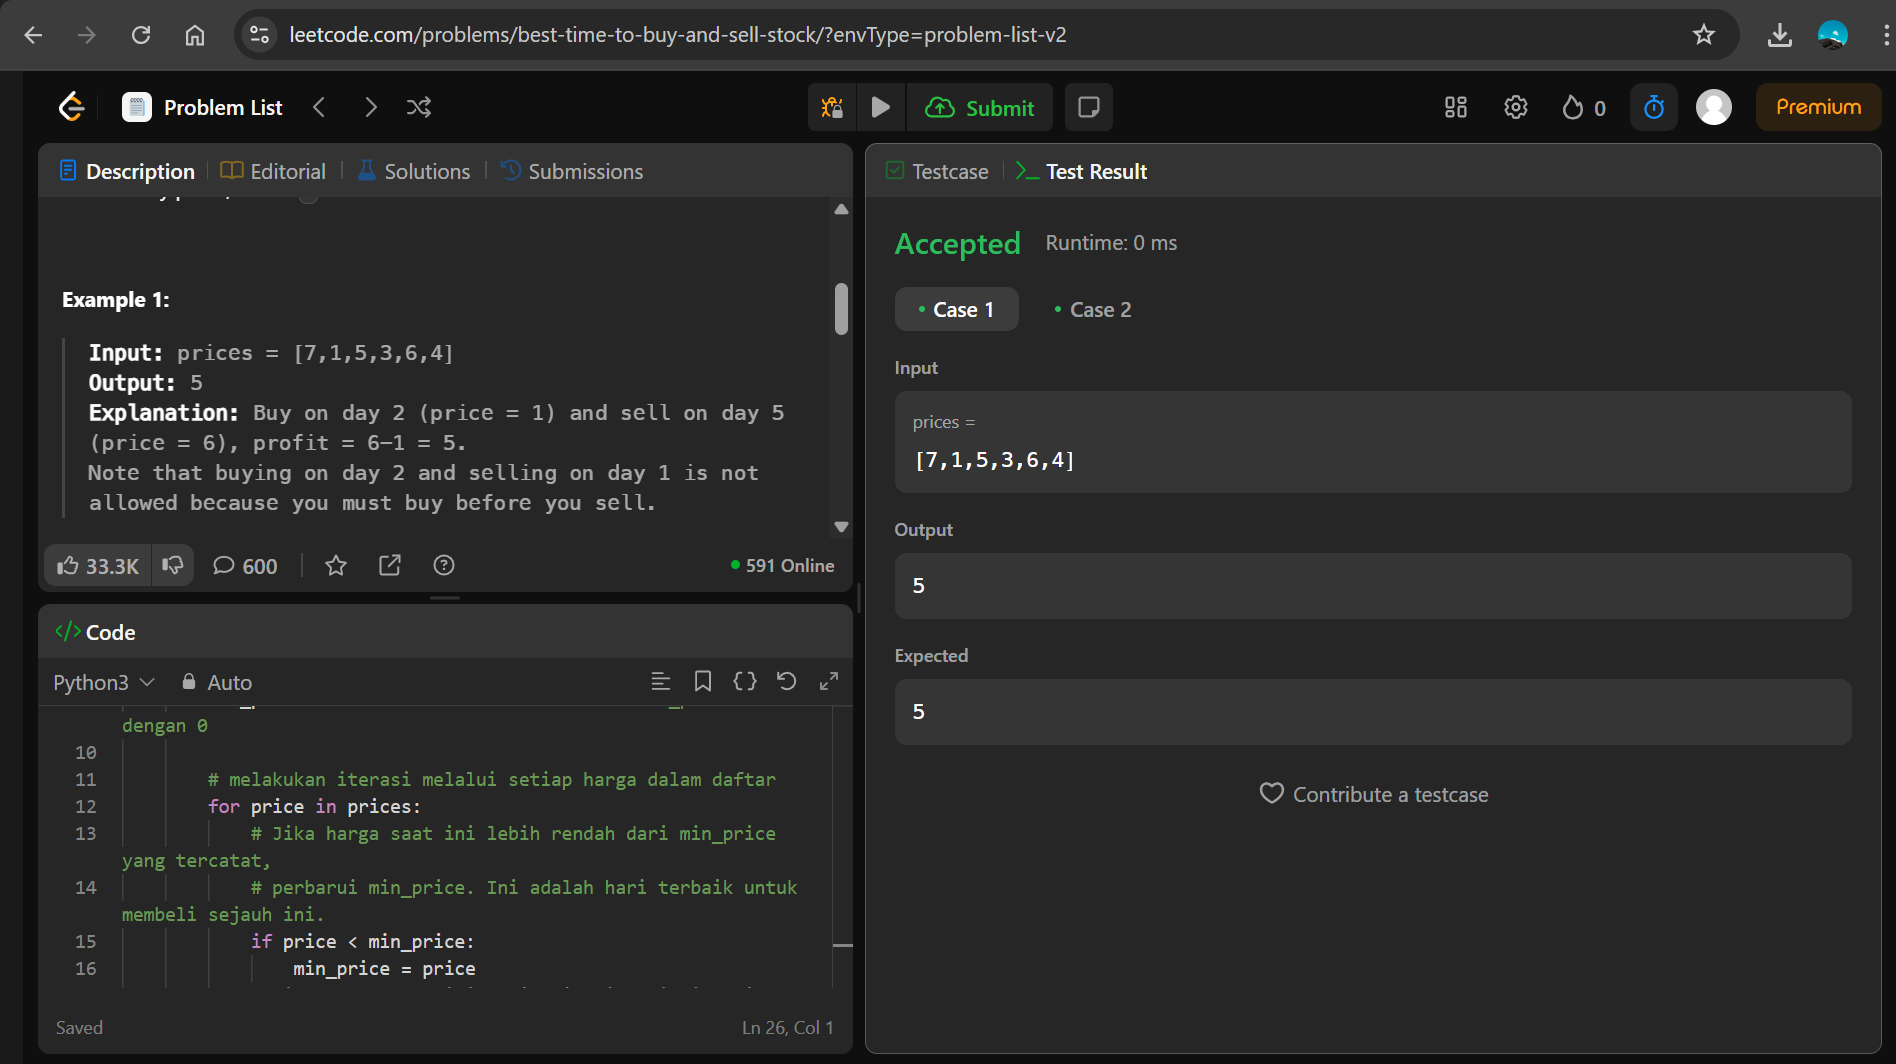 leetcode.com/problems/best-time-to-buy-and-sell-stock/?envType=problem-list-v2
Problem List
Submit
0
Premium
Description
Editorial
Solutions
Submissions
Example 1:
Input: prices = [7,1,5,3,6,4]
Output: 5
Explanation: Buy on day 2 (price = 1) and sell on day 5
(price = 6), profit = 6-1 = 5.
Note that buying on day 2 and selling on day 1 is not
allowed because you must buy before you sell.
33.3K
600
591 Online
</> Code
Python3
Auto
dengan 0
10
11 # melakukan iterasi melalui setiap harga dalam daftar
12 for price in prices:
13 # Jika harga saat ini lebih rendah dari min_price
yang tercatat,
14 # perbarui min_price. Ini adalah hari terbaik untuk
membeli sejauh ini.
15 if price < min_price:
16 min_price = price
Saved
Ln 26, Col 1
Testcase
Test Result
Accepted
Runtime: 0 ms
Case 1
Case 2
Input
prices =
[7,1,5,3,6,4]
Output
5
Expected
5
Contribute a testcase